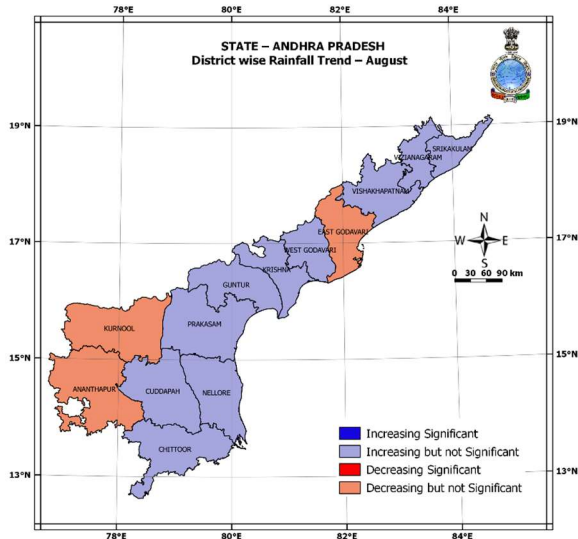 STATE – ANDHRA PRADESH
District wise Rainfall Trend – August
78°E 80°E 82°E 84°E
19°N 19°N
SRIKAKULAM
VIZIANAGARAM
VISHAKHAPATNAM
EAST GODAVARI
17°N 17°N
WEST GODAVARI
N
W E
S
0 30 60 90 km
KRISHNA
GUNTUR
PRAKASAM
KURNOOL
15°N 15°N
ANANTHAPUR
CUDDAPAH
NELLORE
CHITTOOR
13°N 13°N
Increasing Significant
Increasing but not Significant
Decreasing Significant
Decreasing but not Significant
78°E 80°E 82°E 84°E